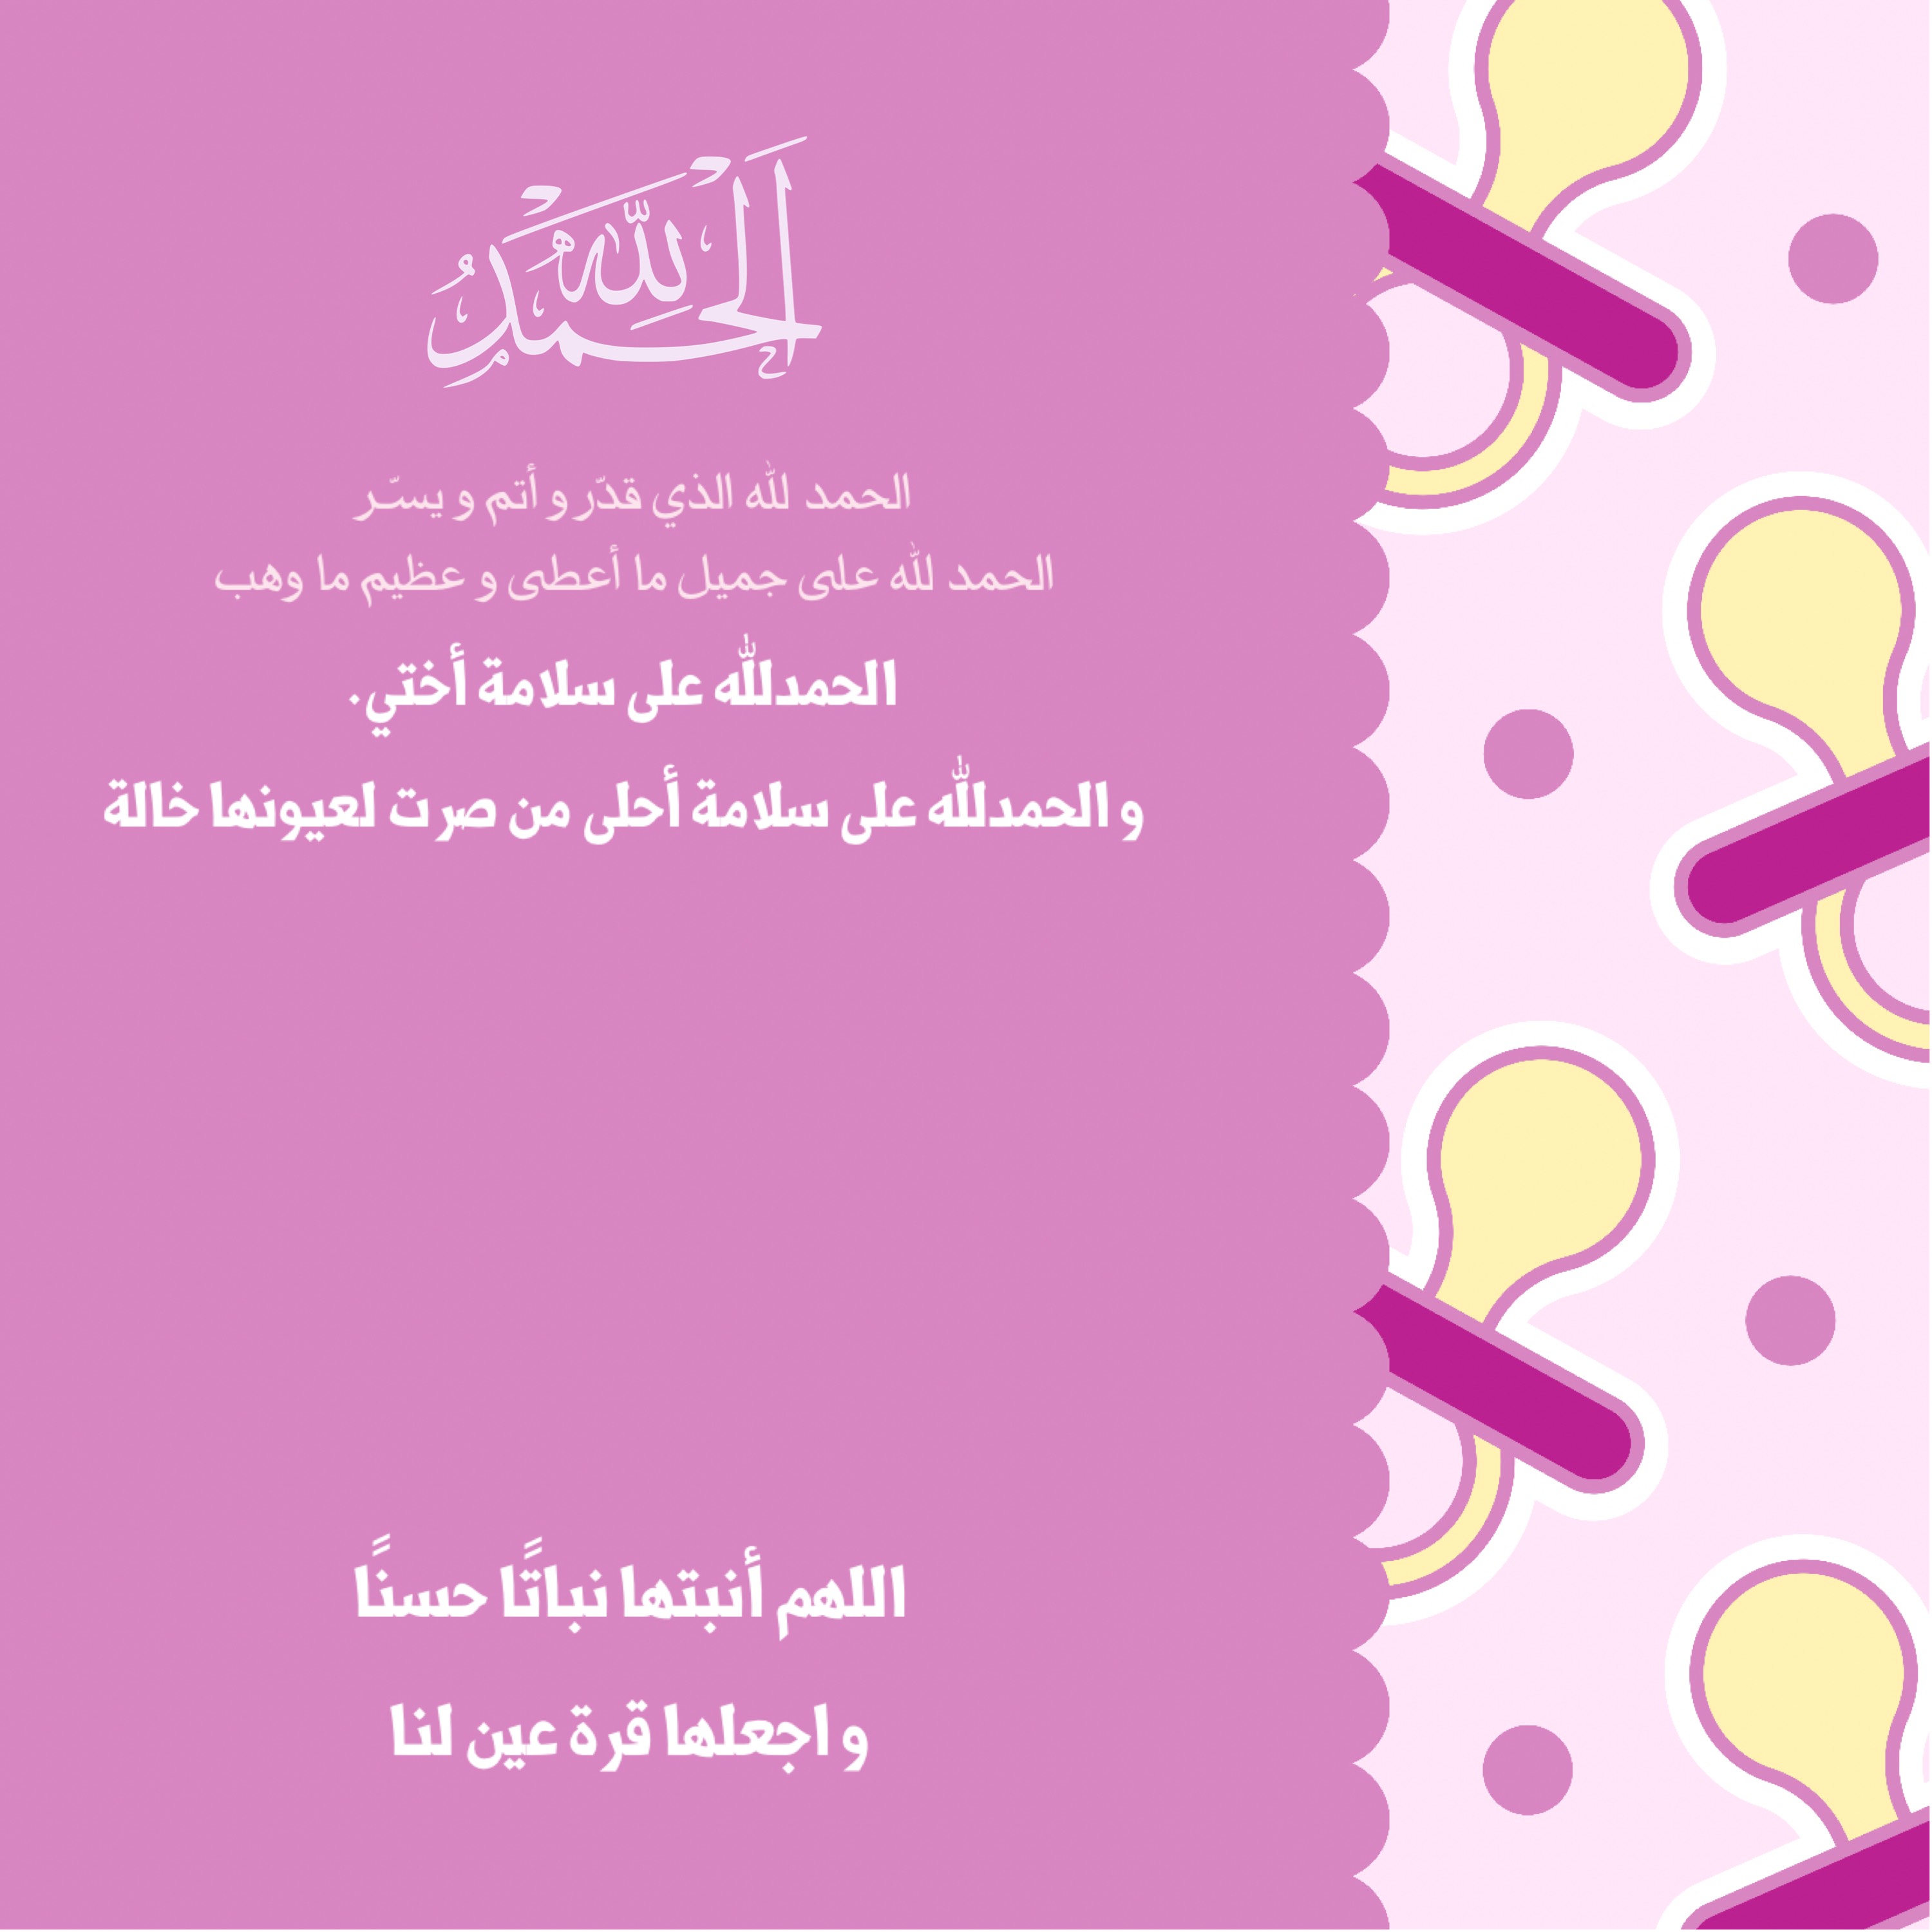 الحمد لله
الحمد لله الذي قدّر و أتم و يسّر
الحمد لله على جميل ما أعطى و عظيم ما وهب
الحمدلله على سلامة أختي.
و الحمدلله على سلامة أحلى من صرت لعيونها خالة
اللهم أنبتها نباتًا حسنًا
و اجعلها قرة عين لنا